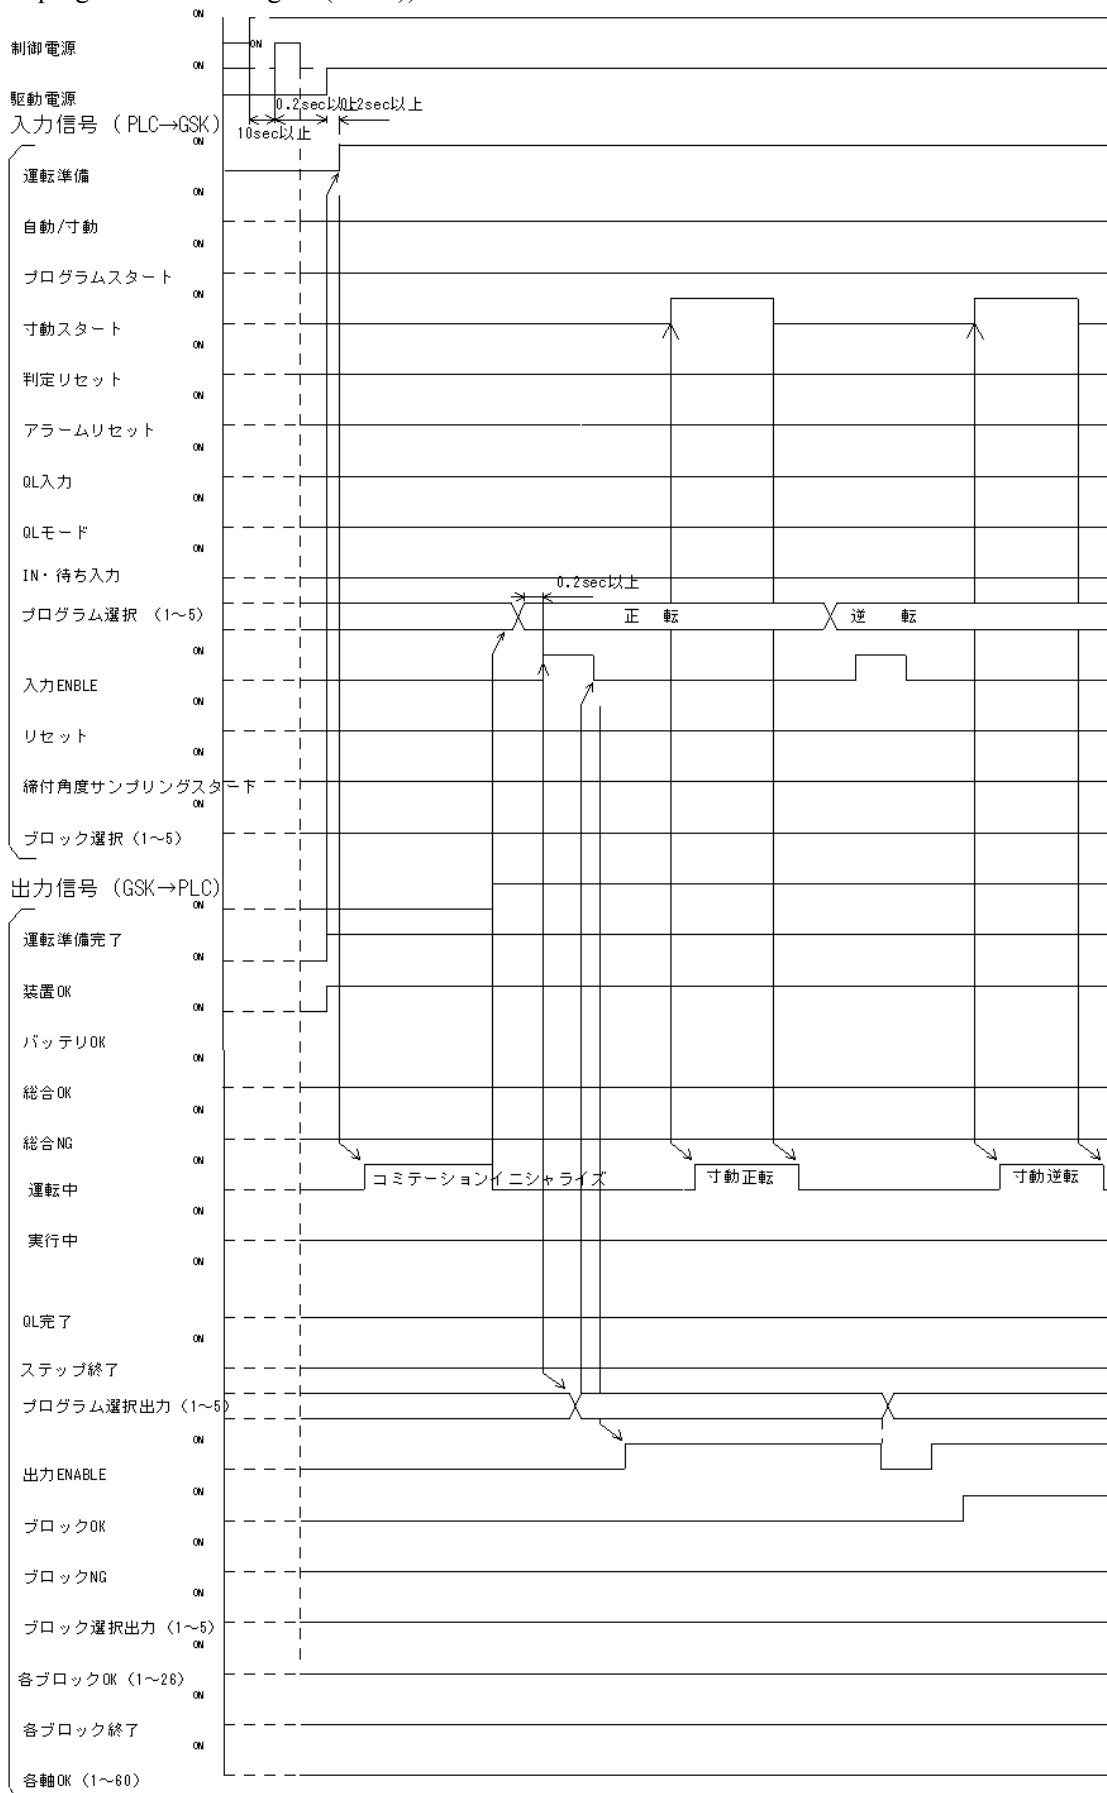 ON
制御電源
ON
ON
駆動電源
0.2sec以上0.2sec以上
10sec以上
入力信号（PLC→GSK）
ON
運転準備
ON
自動/寸動
ON
プログラムスタート
ON
寸動スタート
ON
判定リセット
ON
アラームリセット
ON
QL入力
ON
QLモード
ON
IN・待ち入力
0.2sec以上
プログラム選択 （1～5）
正 転
逆 転
ON
入力ENBLE
ON
リセット
ON
締付角度サンプリングスタート
ON
ブロック選択（1～5）
出力信号（GSK→PLC）
ON
運転準備完了
ON
装置OK
ON
バッテリOK
ON
総合OK
ON
総合NG
ON
運転中
コミテーションイニシャライズ
寸動正転
寸動逆転
ON
実行中
ON
QL完了
ON
ステップ終了
プログラム選択出力（1～5）
ON
出力ENABLE
ON
ブロックOK
ON
ブロックNG
ON
ブロック選択出力（1～5）
ON
各ブロックOK（1～26）
ON
各ブロック終了
ON
各軸OK（1～60）